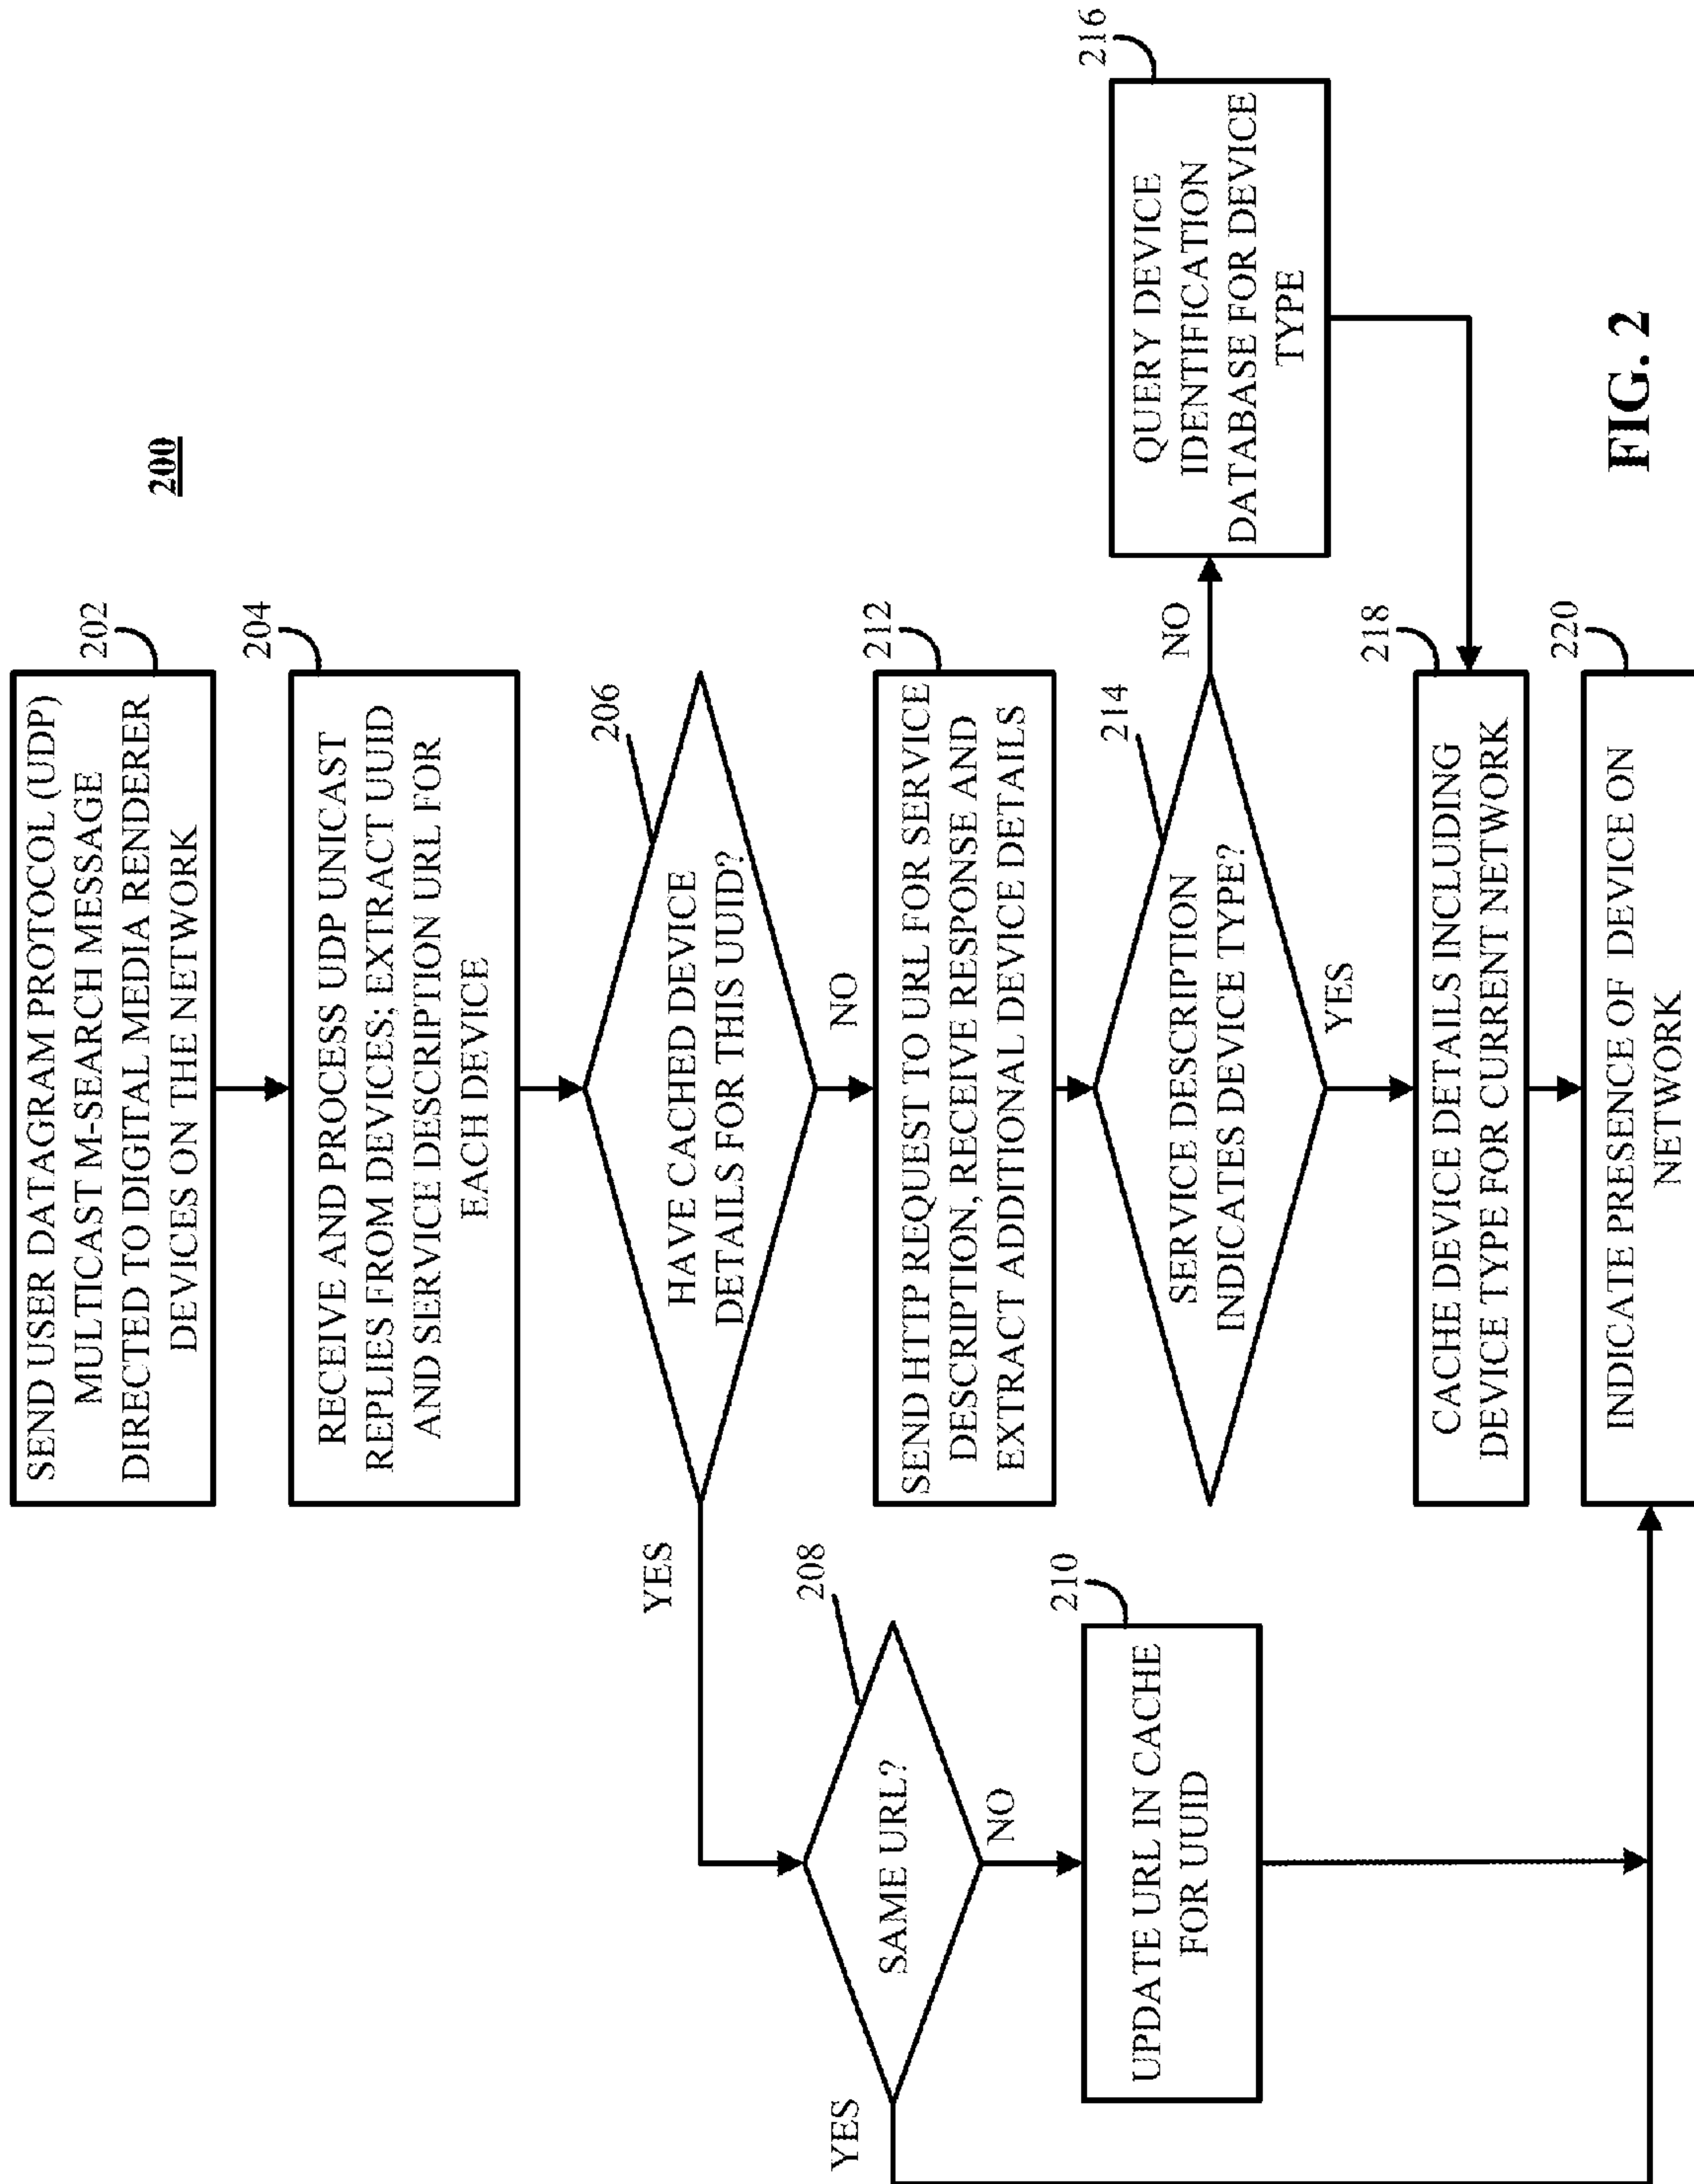 200
SEND USER DATAGRAM PROTOCOL (UDP)
MULTICAST M-SEARCH MESSAGE
DIRECTED TO DIGITAL MEDIA RENDERER
DEVICES ON THE NETWORK
202
RECEIVE AND PROCESS UDP UNICAST
REPLIES FROM DEVICES; EXTRACT UUID
AND SERVICE DESCRIPTION URL FOR
EACH DEVICE
204
HAVE CACHED DEVICE
DETAILS FOR THIS UUID?
206
YES
NO
SAME URL?
208
YES
NO
UPDATE URL IN CACHE
FOR UUID
210
SEND HTTP REQUEST TO URL FOR SERVICE
DESCRIPTION, RECEIVE RESPONSE AND
EXTRACT ADDITIONAL DEVICE DETAILS
212
SERVICE DESCRIPTION
INDICATES DEVICE TYPE?
214
NO
YES
QUERY DEVICE
IDENTIFICATION
DATABASE FOR DEVICE
TYPE
216
CACHE DEVICE DETAILS INCLUDING
DEVICE TYPE FOR CURRENT NETWORK
218
INDICATE PRESENCE OF DEVICE ON
NETWORK
220
FIG. 2